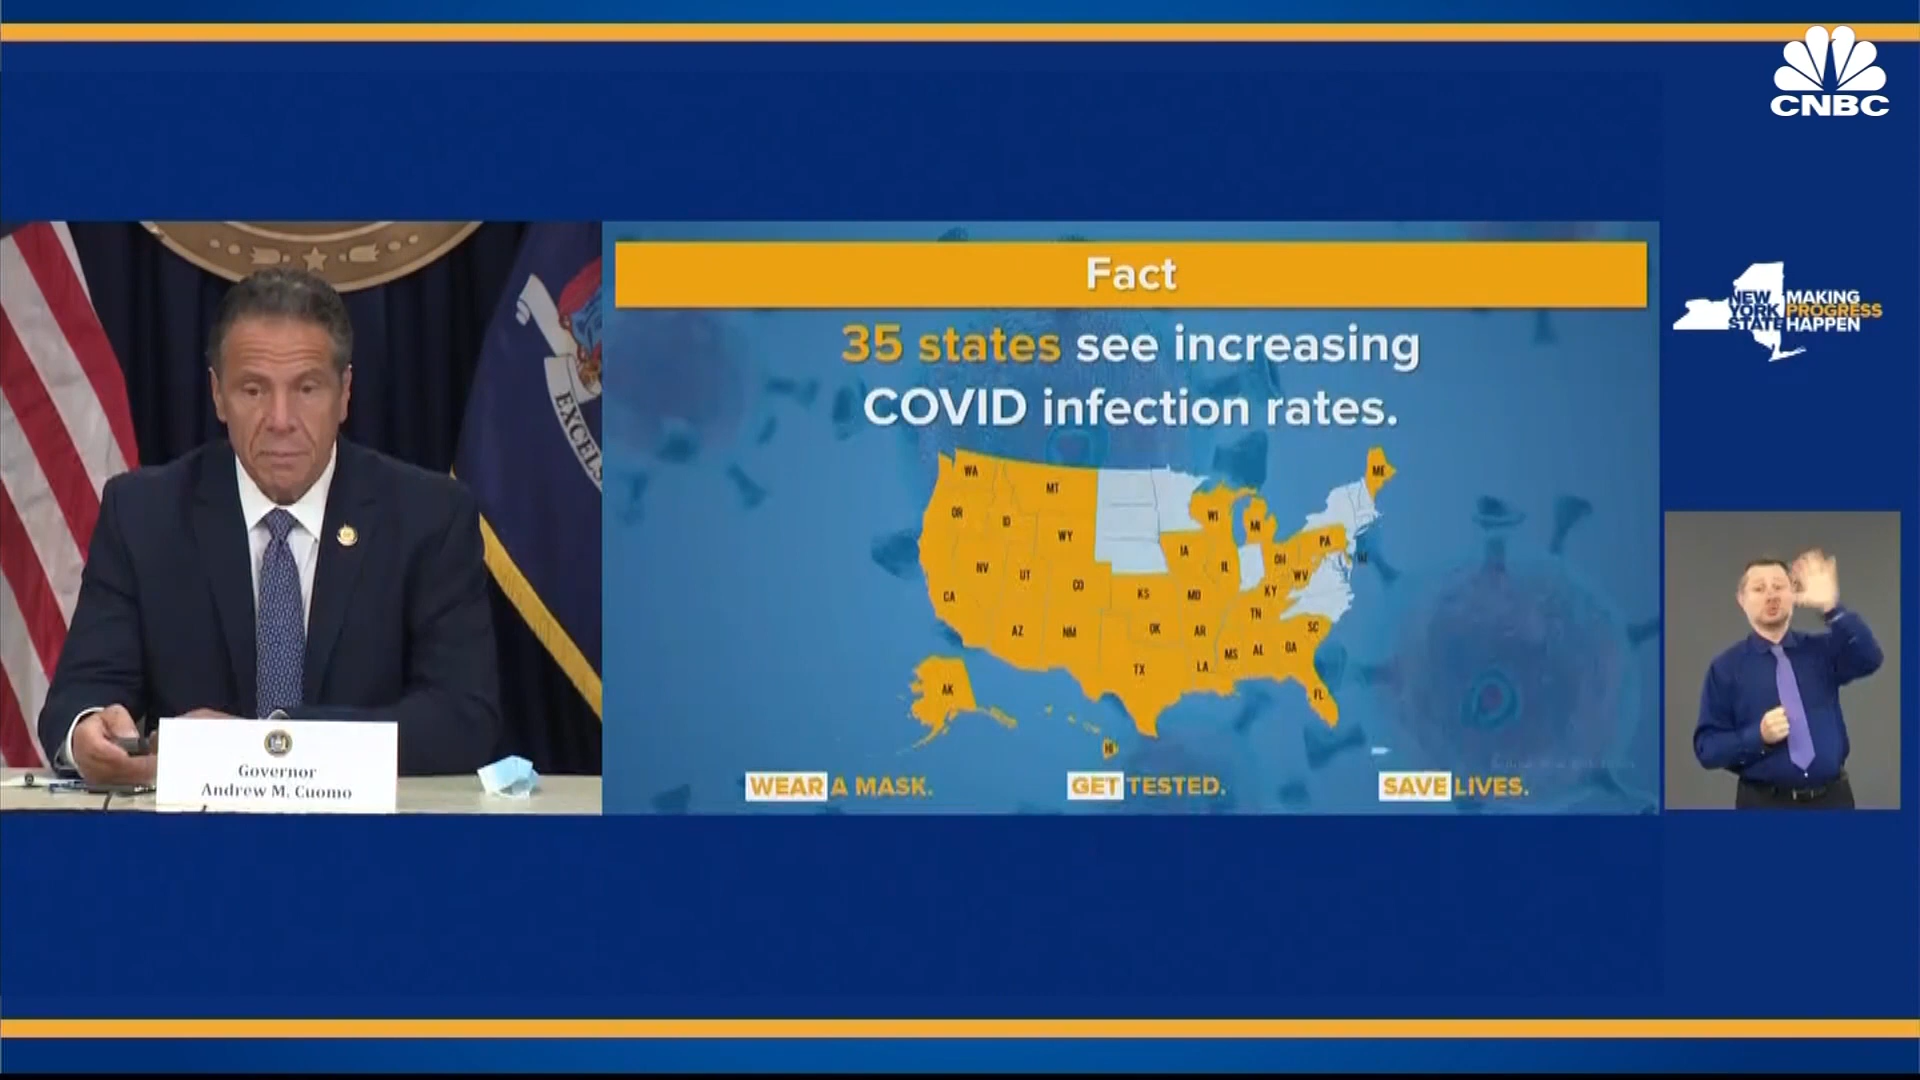 CNBC
Fact
35 states see increasing
COVID infection rates.
NEW
YORK
STATE
MAKING
PROGRESS
HAPPEN
EXCELS
WA
MT
ME
OR
ID
WY
WI
MI
NV
UT
CO
IA
IL
OH
PA
WV
CA
KS
MO
KY
TN
AZ
NM
OK
AR
SC
TX
LA
MS
AL
GA
FL
AK
HI
WEAR A MASK.
GET TESTED.
SAVE LIVES.
Governor
Andrew M. Cuomo